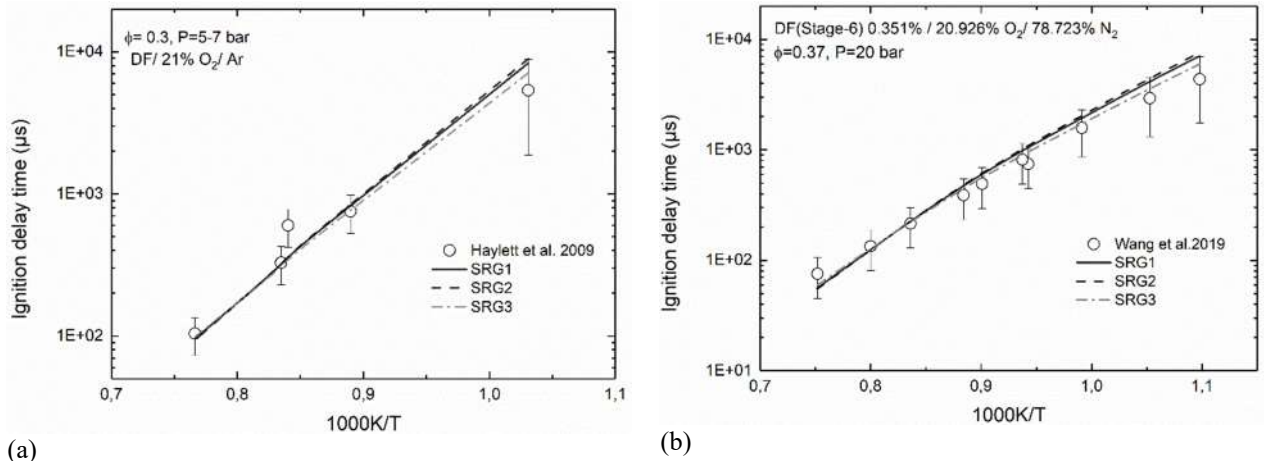 ϕ= 0.3, P=5-7 bar
DF/ 21% O₂/ Ar
1E+04
1E+03
1E+02
Ignition delay time (µs)
Haylett et al. 2009
SRG1
SRG2
SRG3
0,7 0,8 0,9 1,0 1,1
1000K/T
(a)
DF(Stage-6) 0.351% / 20.926% O₂/ 78.723% N₂
ϕ=0.37, P=20 bar
1E+04
1E+03
1E+02
1E+01
Ignition delay time (µs)
Wang et al.2019
SRG1
SRG2
SRG3
0,7 0,8 0,9 1,0 1,1
1000K/T
(b)